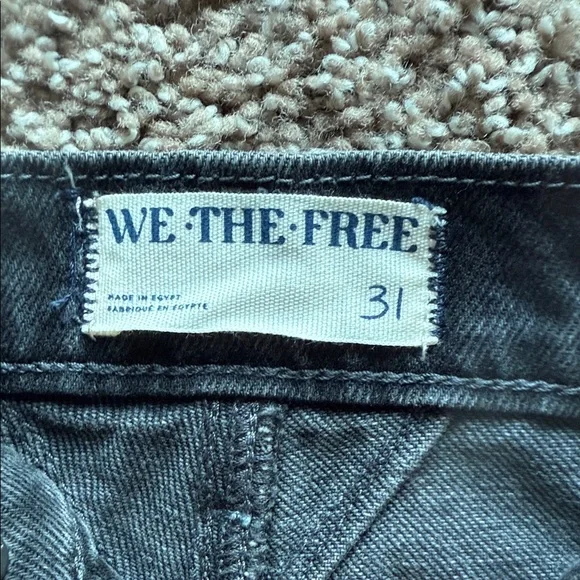 WE·THE·FREE
MADE IN EGYPT
FABRIQUÉ EN EGYPTE
31